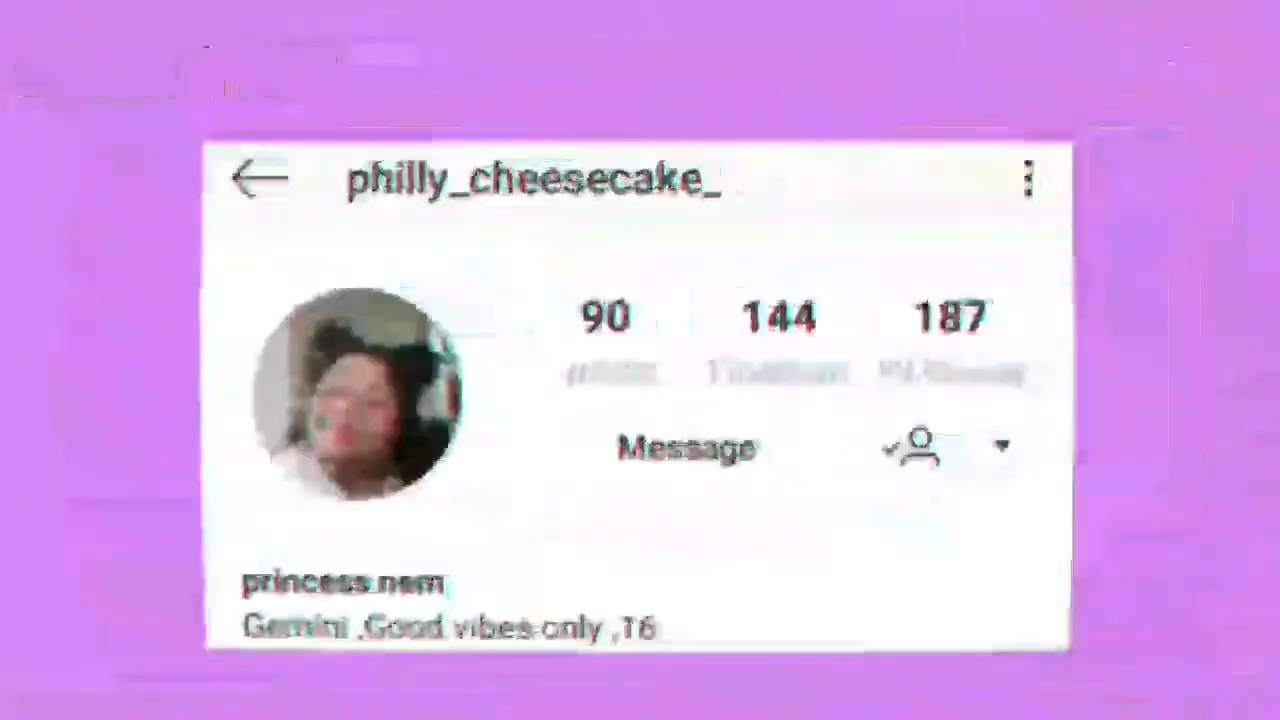 philly_cheesecake_
90 144 187
Message
princess nem
Gemini .Good vibes only ,16